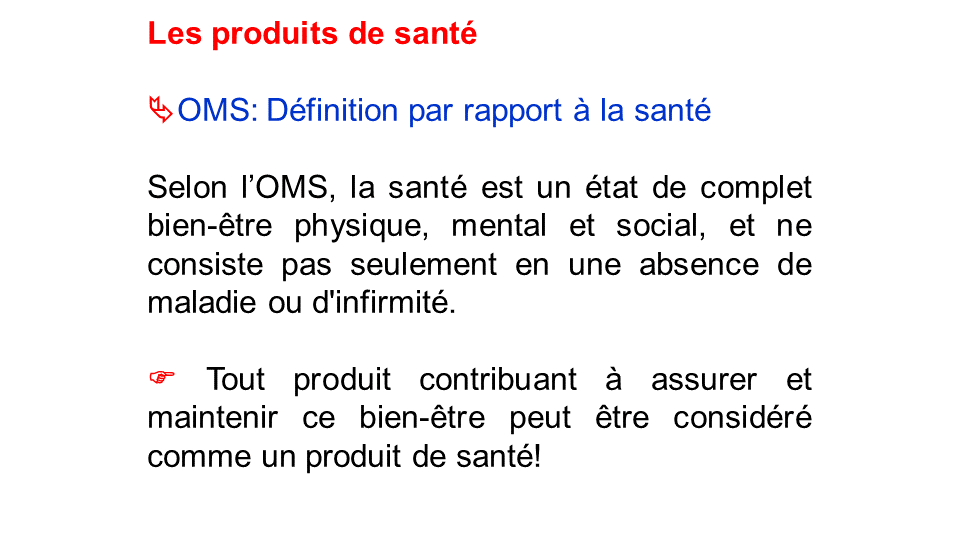 Les produits de santé
OMS: Définition par rapport à la santé
Selon l’OMS, la santé est un état de complet
bien-être physique, mental et social, et ne
consiste pas seulement en une absence de
maladie ou d'infirmité.
☞ Tout produit contribuant à assurer et
maintenir ce bien-être peut être considéré
comme un produit de santé!